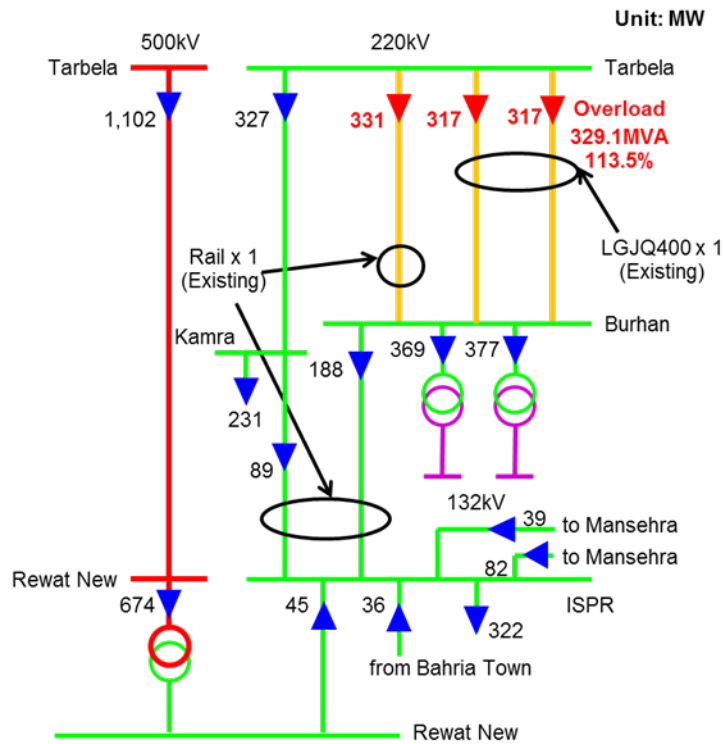 Unit: MW
500kV
220kV
Tarbela
Tarbela
1,102
327
331
317
317
Overload
329.1MVA
113.5%
Rail x 1
(Existing)
LGJQ400 x 1
(Existing)
Kamra
Burhan
188
369
377
231
89
132kV
39
to Mansehra
82
to Mansehra
Rewat New
674
45
36
322
ISPR
from Bahria Town
Rewat New